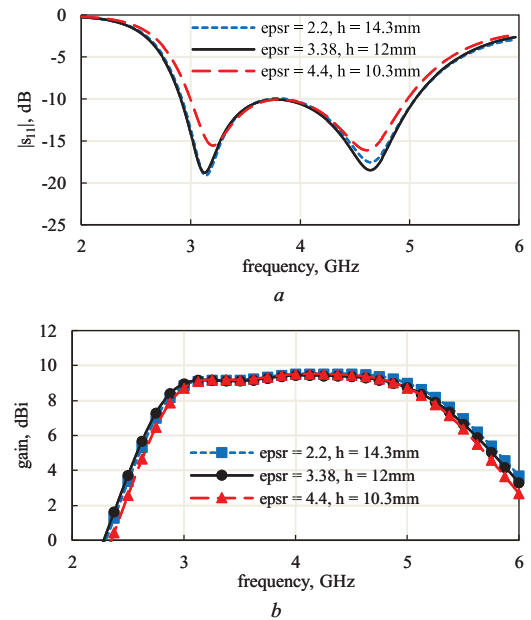 0
-5
-10
-15
-20
-25
|s11|, dB
epsr = 2.2, h = 14.3mm
epsr = 3.38, h = 12mm
epsr = 4.4, h = 10.3mm
2 3 4 5 6
frequency, GHz
a
12
10
8
6
4
2
0
gain, dBi
epsr = 2.2, h = 14.3mm
epsr = 3.38, h = 12mm
epsr = 4.4, h = 10.3mm
2 3 4 5 6
frequency, GHz
b